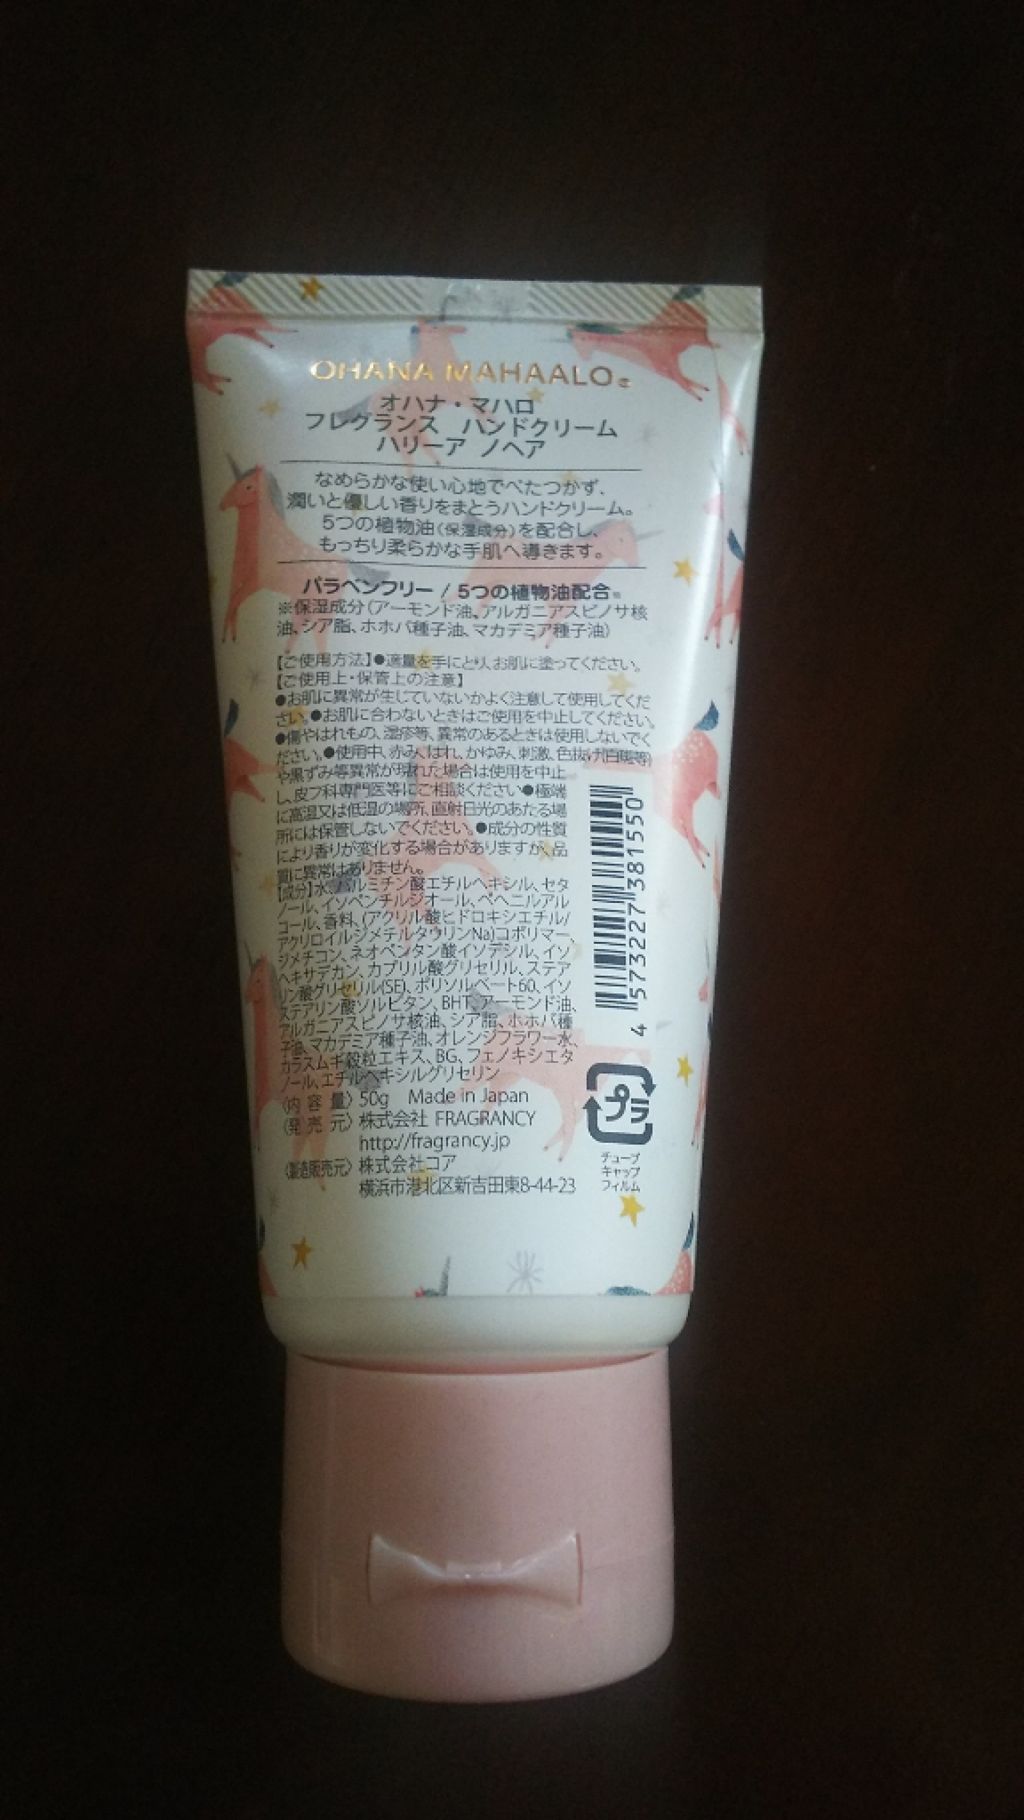 OHANA MAHAALO®
オハナ・マハロ
フレグランス ハンドクリーム
ハリーア ノヘア
なめらかな使い心地でべたつかず、
潤いと優しい香りをまとうハンドクリーム。
5つの植物油(保湿成分)を配合し、
もっちり柔らかな手肌へ導きます。
パラベンフリー / 5つの植物油配合※
※保湿成分(アーモンド油、アルガニアスピノサ核
油、シア脂、ホホバ種子油、マカデミア種子油)
【ご使用方法】●適量を手にとり、お肌に塗ってください。
【ご使用上・保管上の注意】
●お肌に異常が生じていないかよく注意して使用してくだ
さい。●お肌に合わないときはご使用を中止してください。
●傷やはれもの、湿疹等、異常のあるときは使用しないでく
ださい。●使用中、赤み、はれ、かゆみ、刺激、色抜け(白斑等)
や黒ずみ等異常が現れた場合は使用を中止
し、皮フ科専門医等にご相談ください●極端
に高温又は低温の場所、直射日光のあたる場
所には保管しないでください。●成分の性質
により香りが変化する場合がありますが、品
質に異常はありません。
【成分】水、パルミチン酸エチルヘキシル、セタ
ノール、イソペンチルジオール、ベヘニルアル
コール、香料、(アクリル酸ヒドロキシエチル/
アクリロイルジメチルタウリンNa)コポリマー、
ジメチコン、ネオペンタン酸イソデシル、イソ
ヘキサデカン、カプリル酸グリセリル、ステア
リン酸グリセリル(SE)、ポリソルベート60、イソ
ステアリン酸ソルビタン、BHT、アーモンド油、
アルガニアスピノサ核油、シア脂、ホホバ種
子油、マカデミア種子油、オレンジフラワー水、
カラスムギ穀粒エキス、BG、フェノキシエタ
ノール、エチルヘキシルグリセリン
〈内 容 量〉 50g Made in Japan
〈発 売 元〉 株式会社 FRAGRANCY
http://fragrancy.jp
〈製造販売元〉 株式会社コア
横浜市港北区新吉田東8-44-23
4 573227 381550
プラ
チューブ
キャップ
フィルム